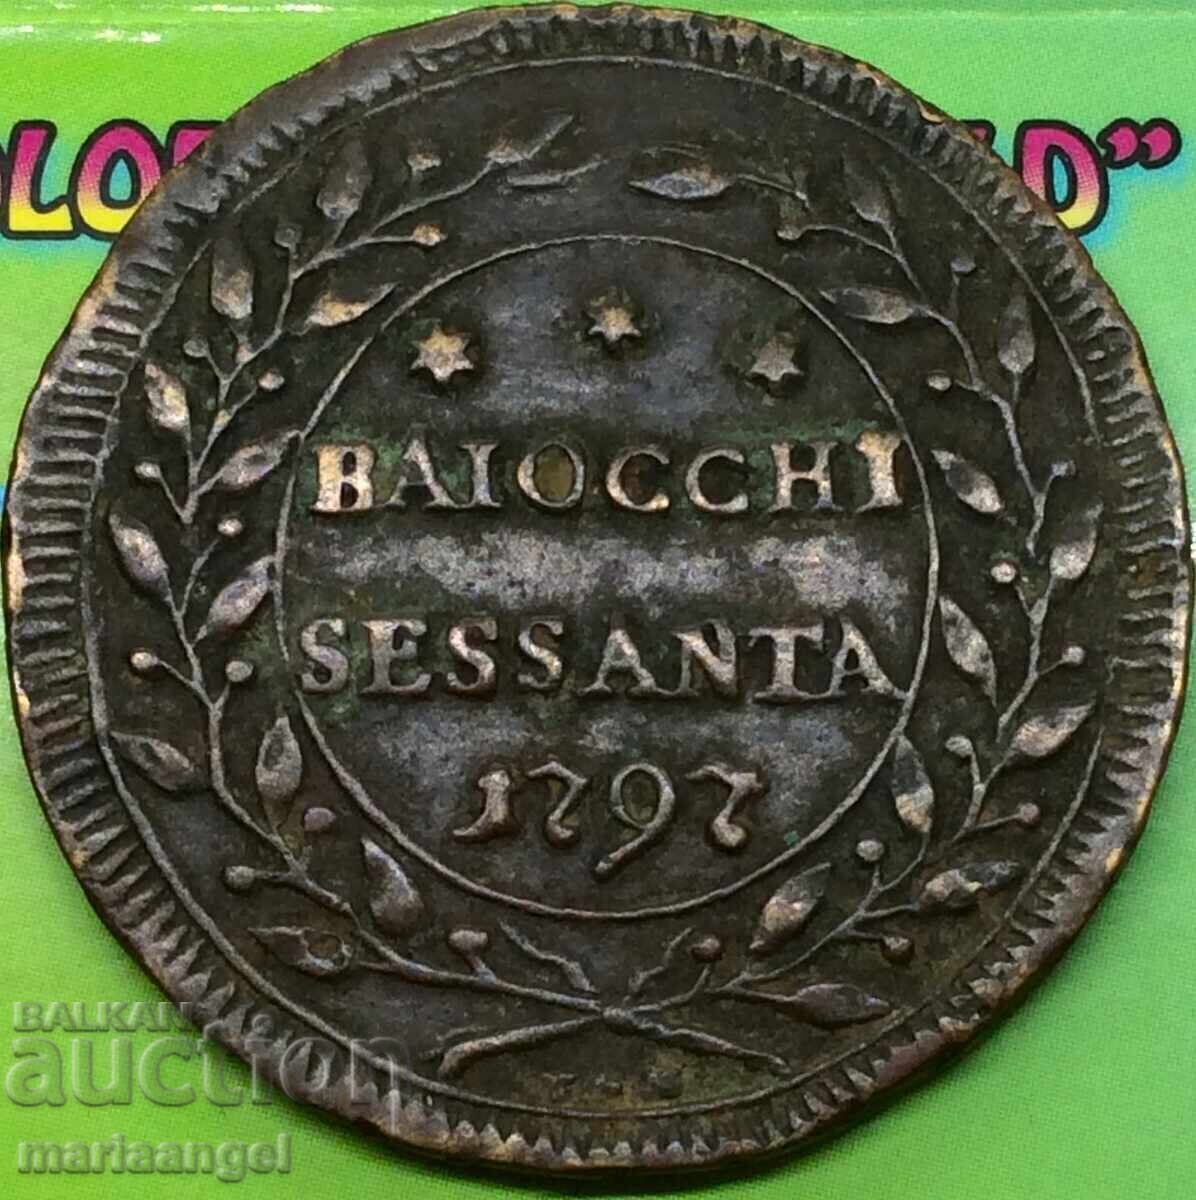 BAIOCCHI
SESSANTA
1797
BALKAN
auction
mariaangel